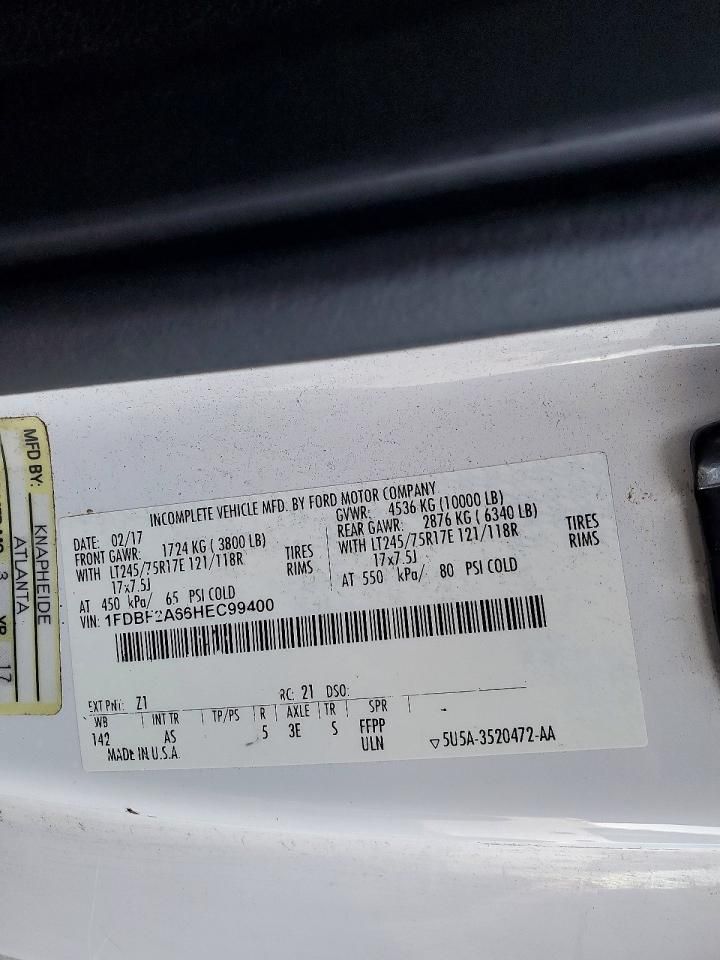 MFD BY:
KNAPHEIDE
ATLANTA
3
YR
17
INCOMPLETE VEHICLE MFD. BY FORD MOTOR COMPANY
DATE: 02/17
GVWR: 4536 KG (10000 LB)
FRONT GAWR: 1724 KG ( 3800 LB)
REAR GAWR: 2876 KG ( 6340 LB)
WITH LT245/75R17E 121/118R TIRES
WITH LT245/75R17E 121/118R TIRES
17x7.5J RIMS
17x7.5J RIMS
AT 450 kPa/ 65 PSI COLD
AT 550 kPa/ 80 PSI COLD
VIN: 1FDBF2A66HEC99400
EXT PNT: Z1 RC: 21 DSO:
WB INT TR TP/PS R AXLE TR SPR
142 AS 5 3E S FFPP
ULN
MADE IN U.S.A.
▽5U5A-3520472-AA